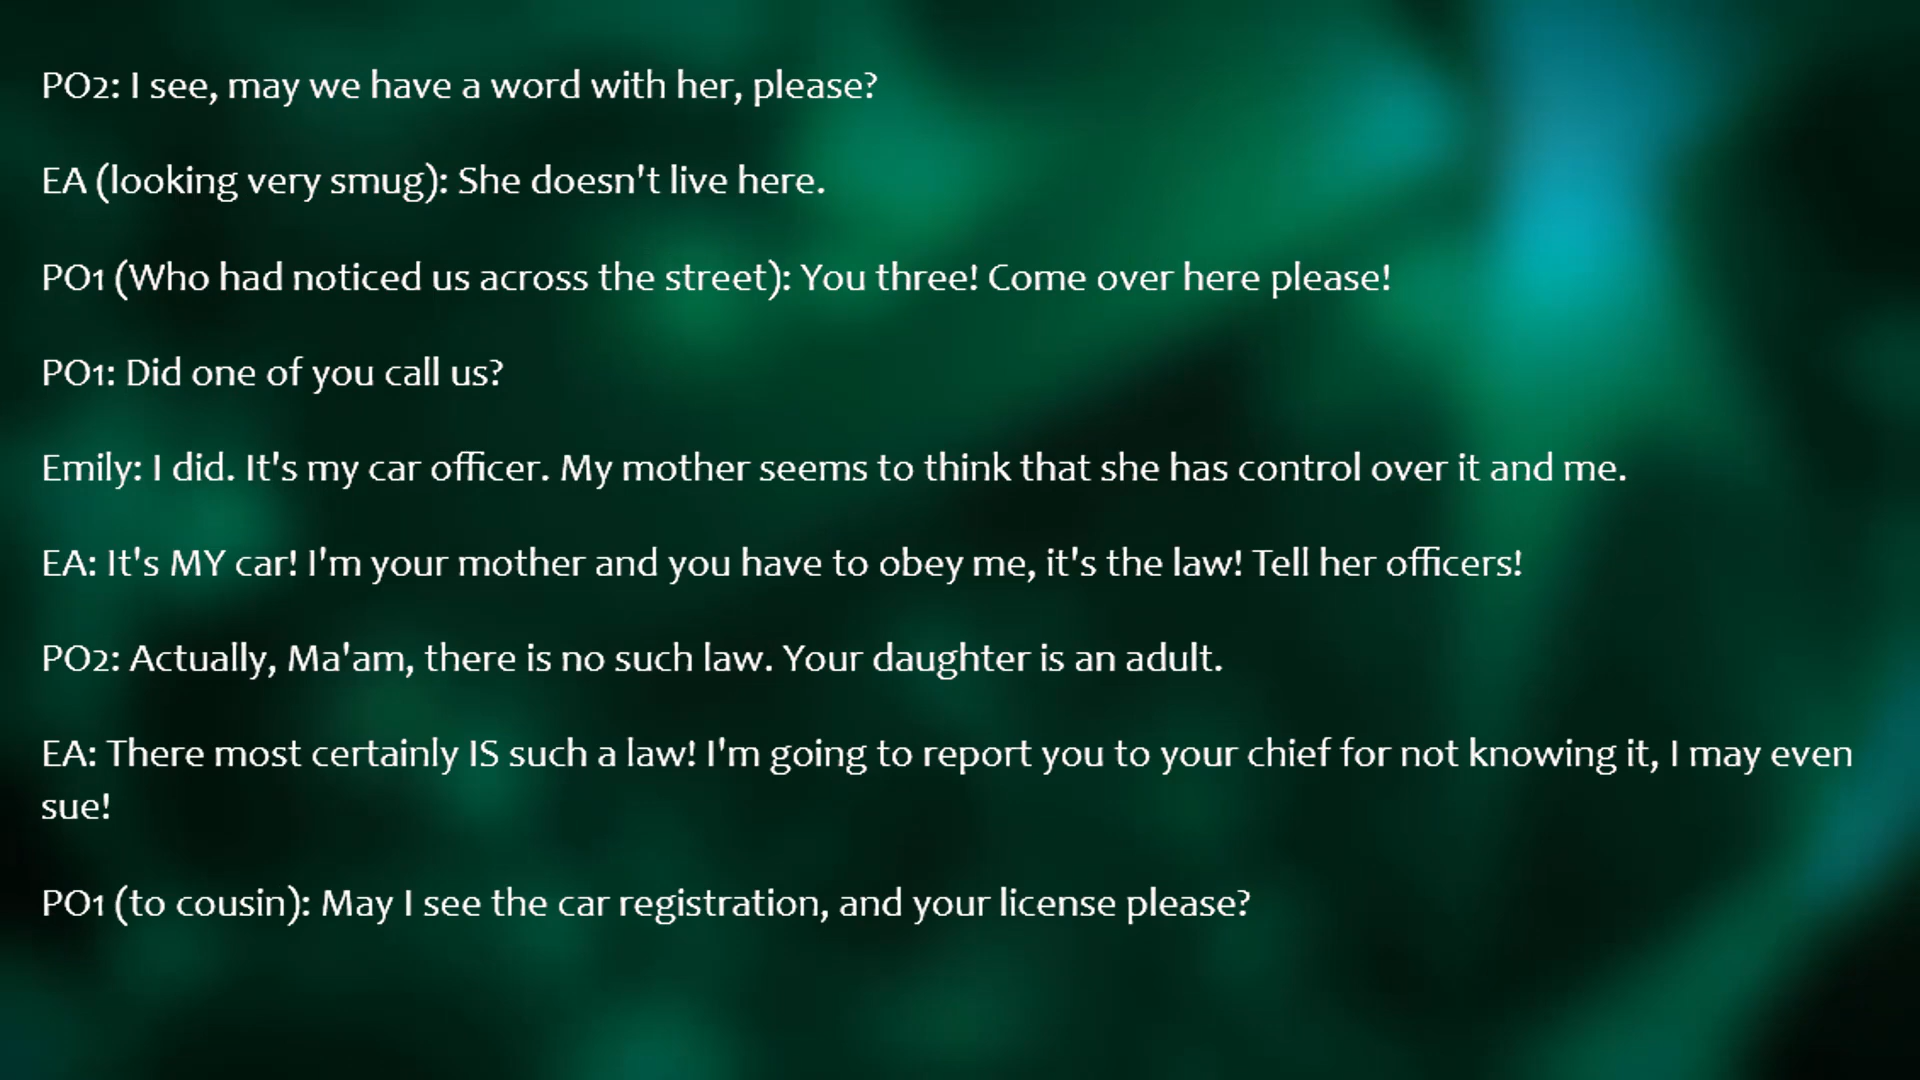 PO2: I see, may we have a word with her, please?
EA (looking very smug): She doesn't live here.
PO1 (Who had noticed us across the street): You three! Come over here please!
PO1: Did one of you call us?
Emily: I did. It's my car officer. My mother seems to think that she has control over it and me.
EA: It's MY car! I'm your mother and you have to obey me, it's the law! Tell her officers!
PO2: Actually, Ma'am, there is no such law. Your daughter is an adult.
EA: There most certainly IS such a law! I'm going to report you to your chief for not knowing it, I may even
sue!
PO1 (to cousin): May I see the car registration, and your license please?